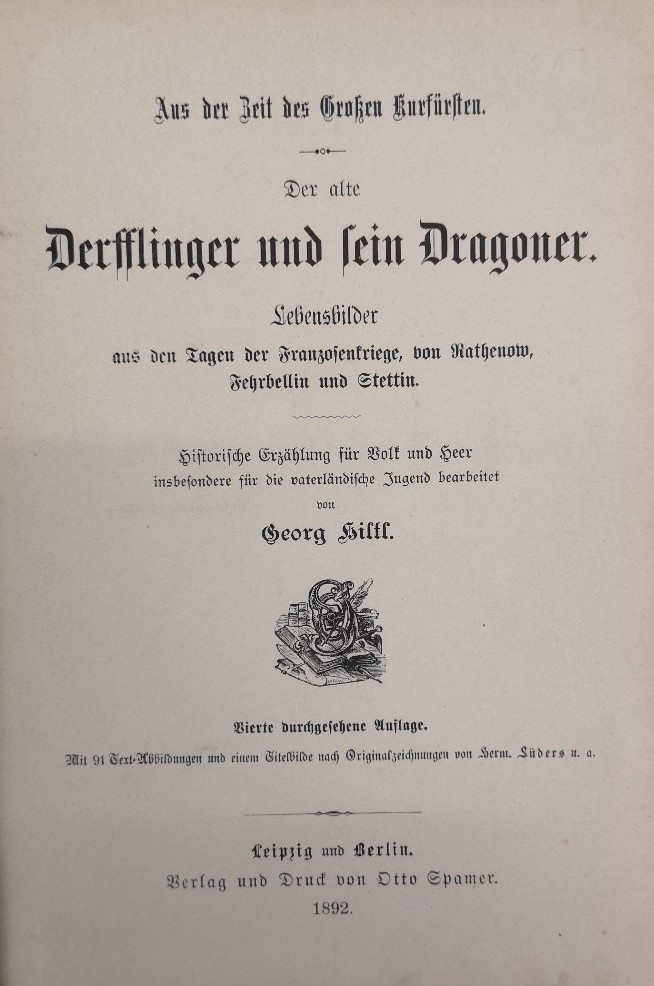 Aus der Zeit des Großen Kurfürsten.
Der alte
Derfflinger und sein Dragoner.
Lebensbilder
aus den Tagen der Franzosenkriege, von Rathenow,
Fehrbellin und Stettin.
Historische Erzählung für Volk und Heer
insbesondere für die vaterländische Jugend bearbeitet
von
Georg Hiltl.
Vierte durchgesehene Auflage.
Mit 91 Text-Abbildungen und einem Titelbilde nach Originalzeichnungen von Herm. Lüders u. a.
Leipzig und Berlin.
Verlag und Druck von Otto Spamer.
1892.